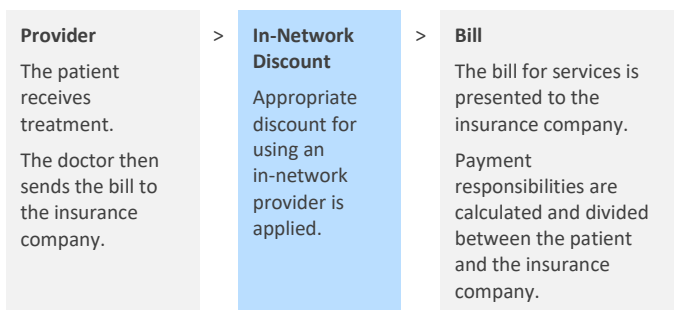 Provider
The patient
receives
treatment.
The doctor then
sends the bill to
the insurance
company.
>
In-Network
Discount
Appropriate
discount for
using an
in-network
provider is
applied.
>
Bill
The bill for services is
presented to the
insurance company.
Payment
responsibilities are
calculated and divided
between the patient
and the insurance
company.